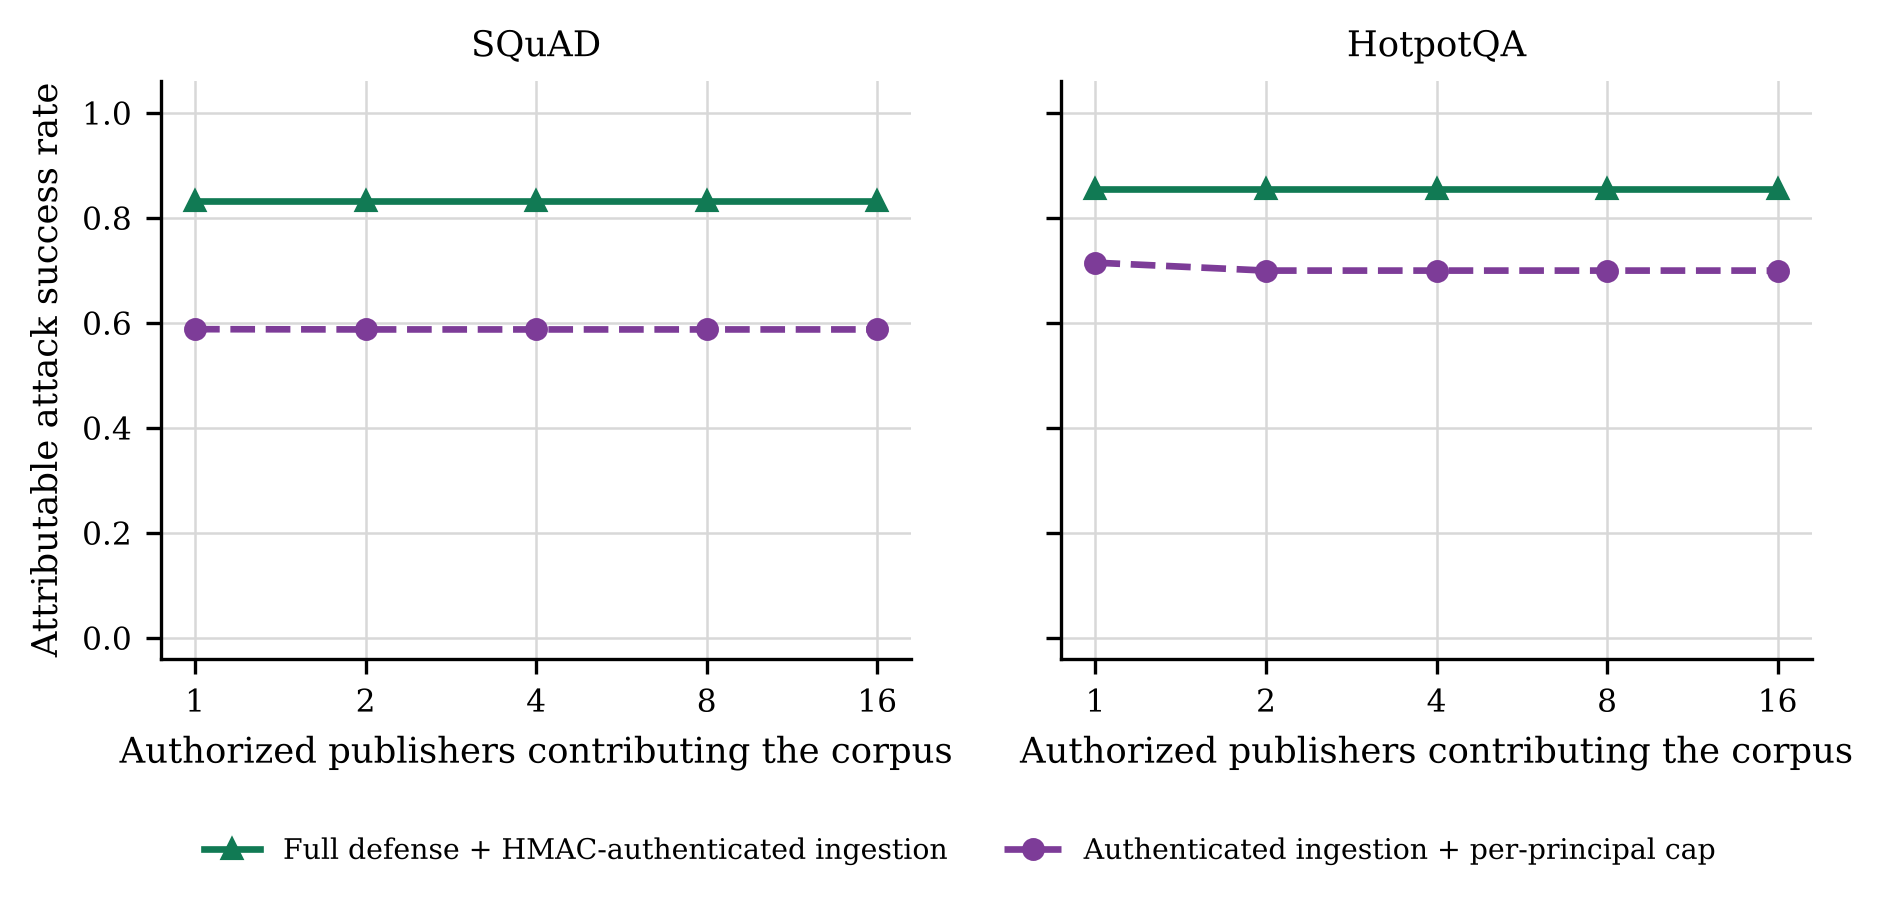 SQuAD
HotpotQA
Attributable attack success rate
1.0
0.8
0.6
0.4
0.2
0.0
1 2 4 8 16
1 2 4 8 16
Authorized publishers contributing the corpus
Authorized publishers contributing the corpus
Full defense + HMAC-authenticated ingestion
Authenticated ingestion + per-principal cap